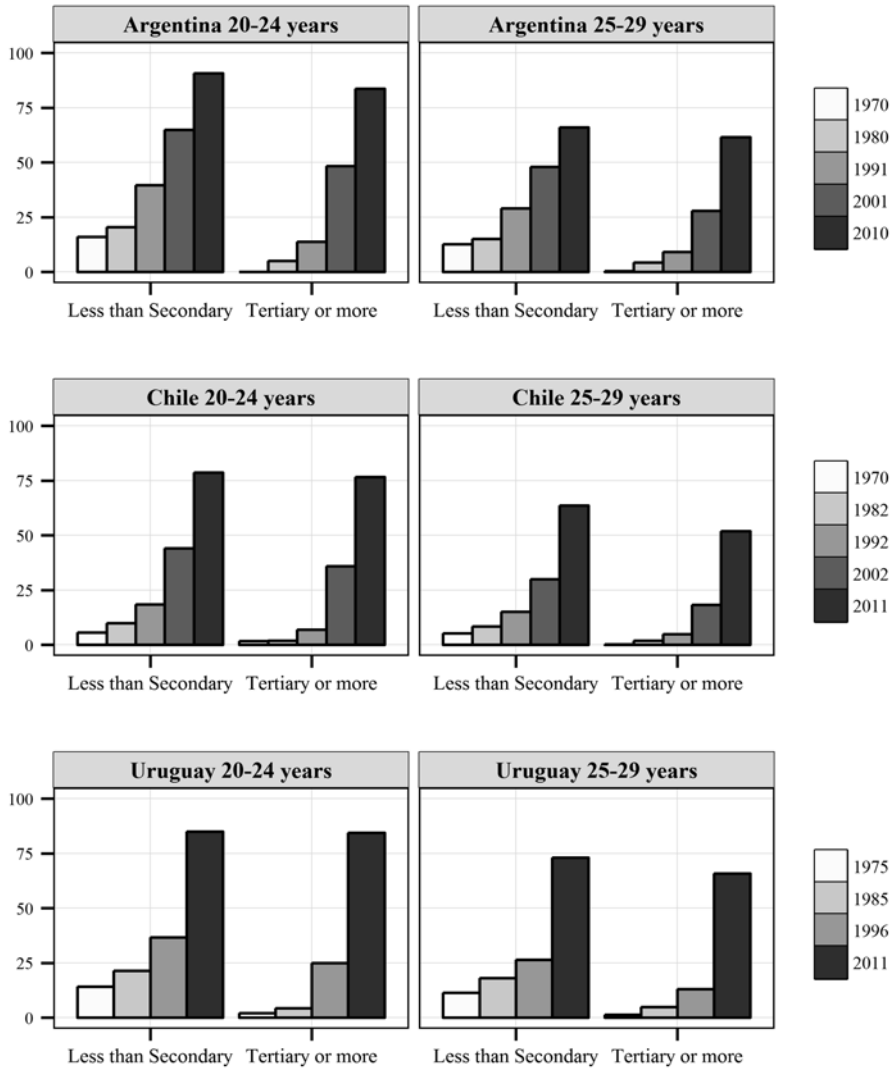 Argentina 20-24 years
Argentina 25-29 years
100
75
50
25
0
Less than Secondary
Tertiary or more
Less than Secondary
Tertiary or more
1970
1980
1991
2001
2010
Chile 20-24 years
Chile 25-29 years
100
75
50
25
0
Less than Secondary
Tertiary or more
Less than Secondary
Tertiary or more
1970
1982
1992
2002
2011
Uruguay 20-24 years
Uruguay 25-29 years
100
75
50
25
0
Less than Secondary
Tertiary or more
Less than Secondary
Tertiary or more
1975
1985
1996
2011